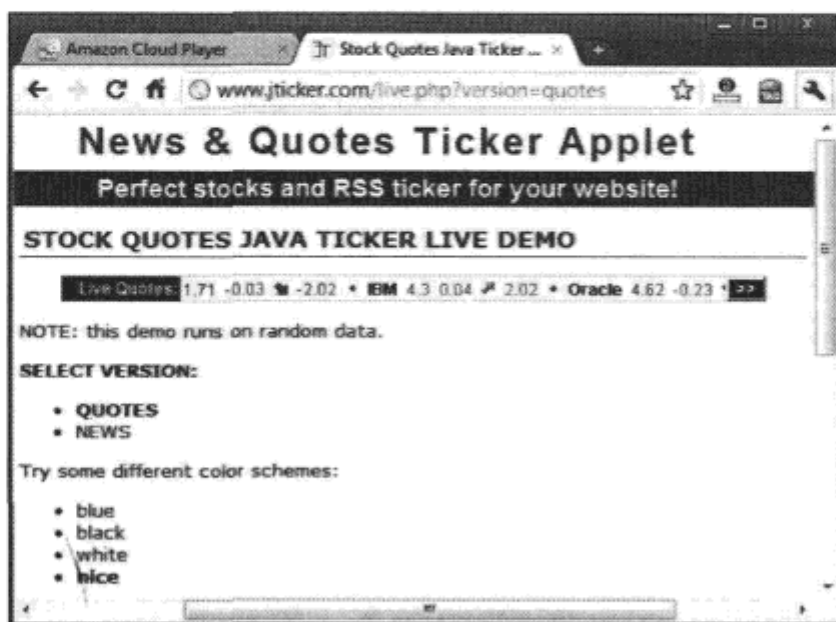 Amazon Cloud Player
Stock Quotes Java Ticker ...
www.jticker.com/live.php?version=quotes
News & Quotes Ticker Applet
Perfect stocks and RSS ticker for your website!
STOCK QUOTES JAVA TICKER LIVE DEMO
Live Quotes: 1.71 -0.03 -2.02 • IBM 4.3 0.04 2.02 • Oracle 4.62 -0.23 >>
NOTE: this demo runs on random data.
SELECT VERSION:
• QUOTES
• NEWS
Try some different color schemes:
• blue
• black
• white
• nice